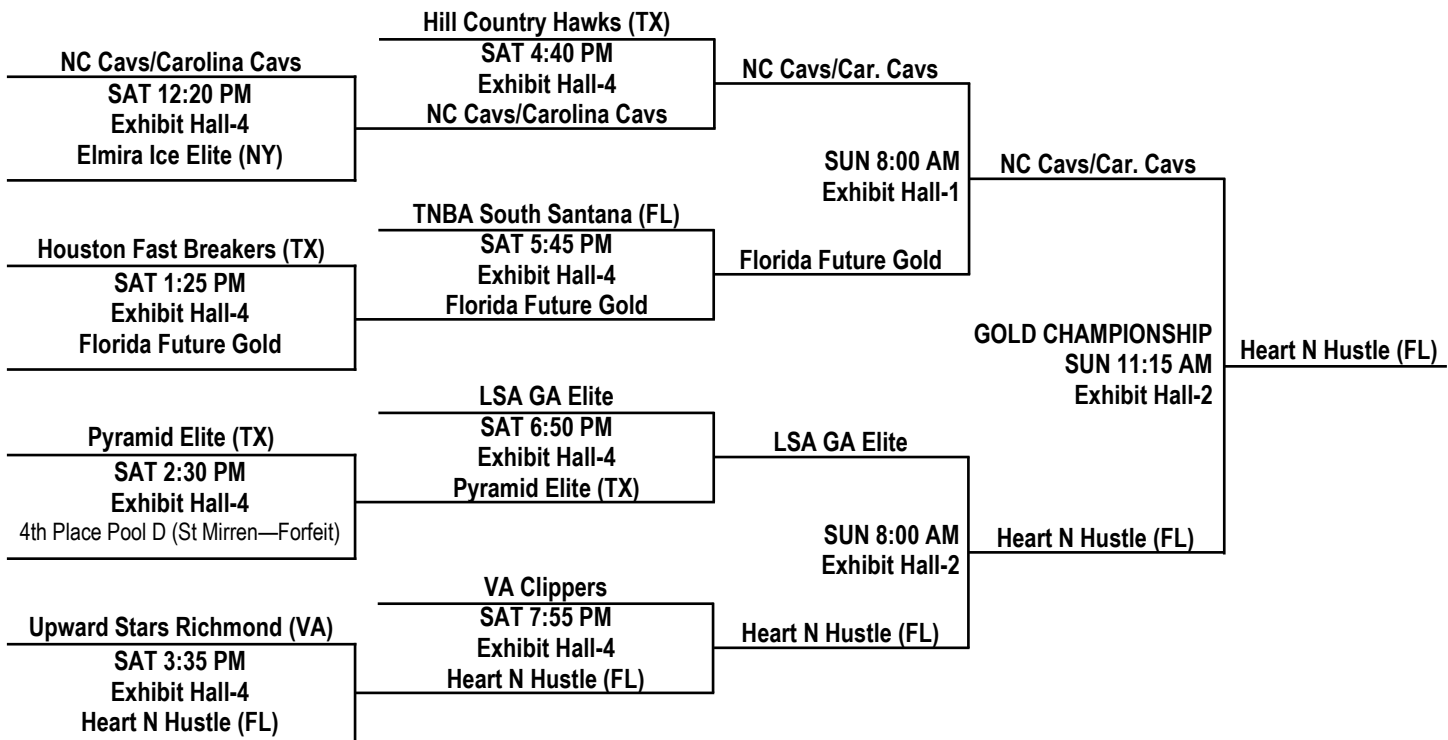 NC Cavs/Carolina Cavs
SAT 12:20 PM
Exhibit Hall-4
Elmira Ice Elite (NY)
Houston Fast Breakers (TX)
SAT 1:25 PM
Exhibit Hall-4
Florida Future Gold
Pyramid Elite (TX)
SAT 2:30 PM
Exhibit Hall-4
4th Place Pool D (St Mirren—Forfeit)
Upward Stars Richmond (VA)
SAT 3:35 PM
Exhibit Hall-4
Heart N Hustle (FL)
Hill Country Hawks (TX)
SAT 4:40 PM
Exhibit Hall-4
NC Cavs/Carolina Cavs
TNBA South Santana (FL)
SAT 5:45 PM
Exhibit Hall-4
Florida Future Gold
LSA GA Elite
SAT 6:50 PM
Exhibit Hall-4
Pyramid Elite (TX)
VA Clippers
SAT 7:55 PM
Exhibit Hall-4
Heart N Hustle (FL)
NC Cavs/Car. Cavs
SUN 8:00 AM
Exhibit Hall-1
Florida Future Gold
LSA GA Elite
SUN 8:00 AM
Exhibit Hall-2
Heart N Hustle (FL)
NC Cavs/Car. Cavs
GOLD CHAMPIONSHIP
SUN 11:15 AM
Exhibit Hall-2
Heart N Hustle (FL)
Heart N Hustle (FL)